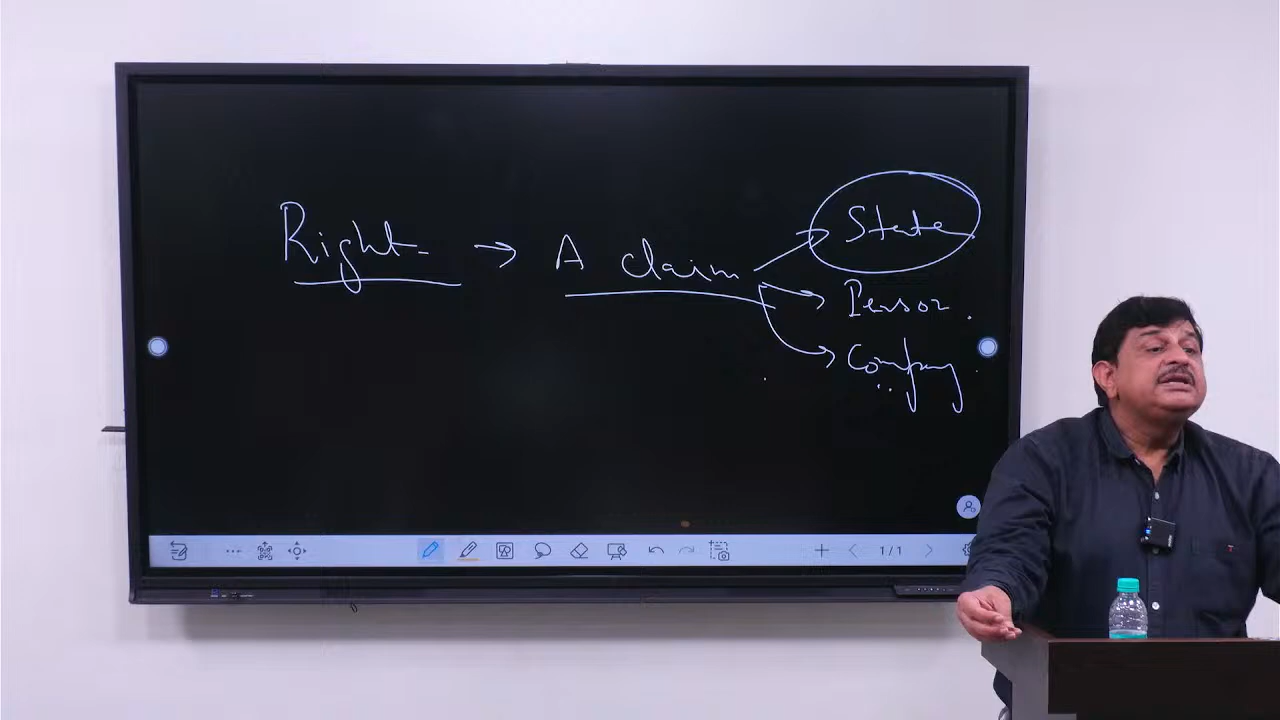 Right → A claim → State
→ Person.
→ Company
1/1